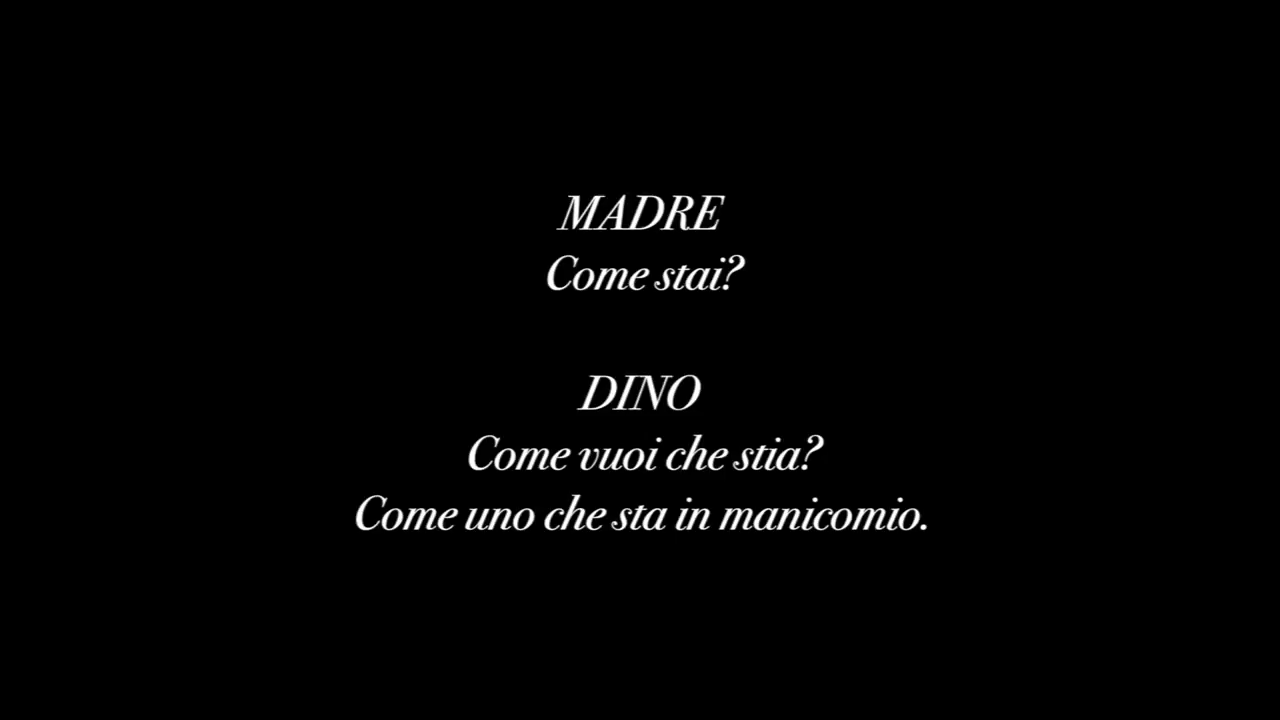 MADRE
Come stai?
DINO
Come vuoi che stia?
Come uno che sta in manicomio.